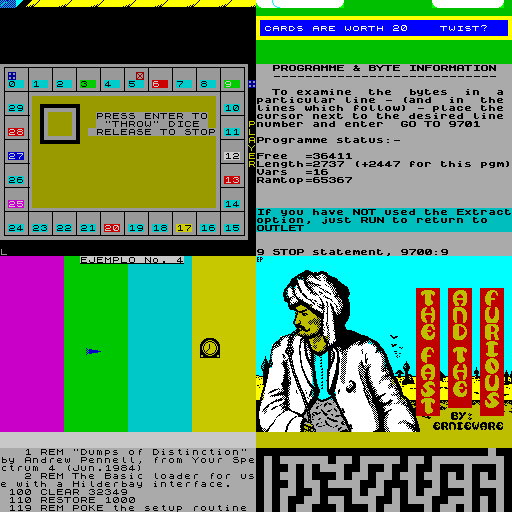 0 1 2 3 4 5 6 7 8 9
29 10
PRESS ENTER TO
"THROW" DICE
RELEASE TO STOP
28 11
27 12
26 13
25 14
24 23 22 21 20 19 18 17 16 15
PLAYER
L
CARDS ARE WORTH 20 TWIST?
PROGRAMME & BYTE INFORMATION
To examine the bytes in a
particular line - (and in the
lines which follow) - place the
cursor next to the desired line
number and enter GO TO 9701
Programme status:-
Free =36411
Length=2737 (+2447 for this pgm)
Vars =16
Ramtop=65367
If you have NOT used the Extract
option, just RUN to return to
OUTLET
9 STOP statement, 9700:9
EJEMPLO No. 4
1 REM "Dumps of Distinction"
by Andrew Pennell, from Your Spe
ctrum 4 (Jun.1984)
2 REM The Basic loader for us
e with a Hilderbay interface.
100 CLEAR 32349
110 RESTORE 1000
119 REM POKE the setup routine
EP
THE FAST
AND THE
FURIOUS
BY:
ERNIEWARE